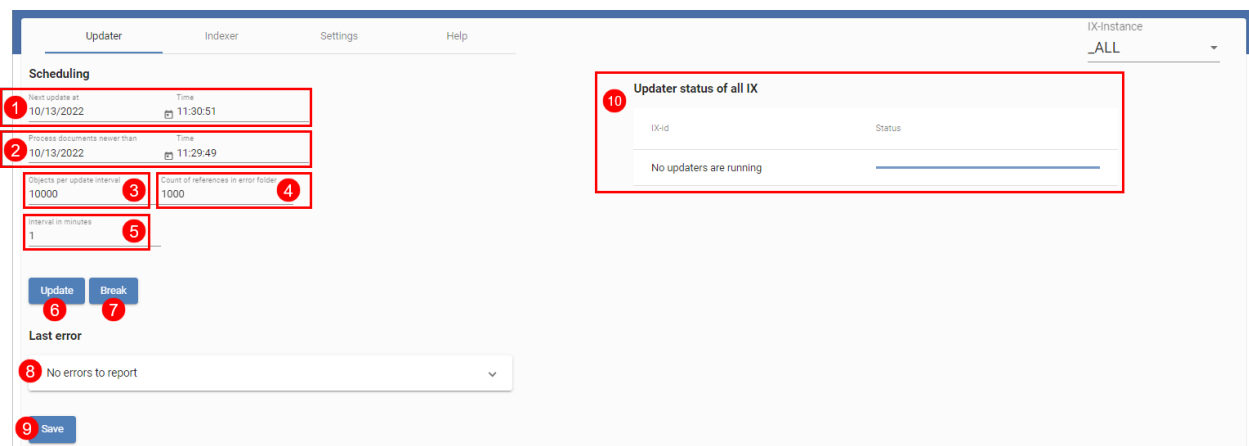 Updater Indexer Settings Help
IX-Instance
_ALL
Scheduling
Next update at Time
1 10/13/2022 11:30:51
Process documents newer than Time
2 10/13/2022 11:29:49
Objects per update interval Count of references in error folder
10000 3 1000 4
Interval in minutes
1 5
Update Break
6 7
Last error
8 No errors to report
9 Save
Updater status of all IX
10
IX-id Status
No updaters are running